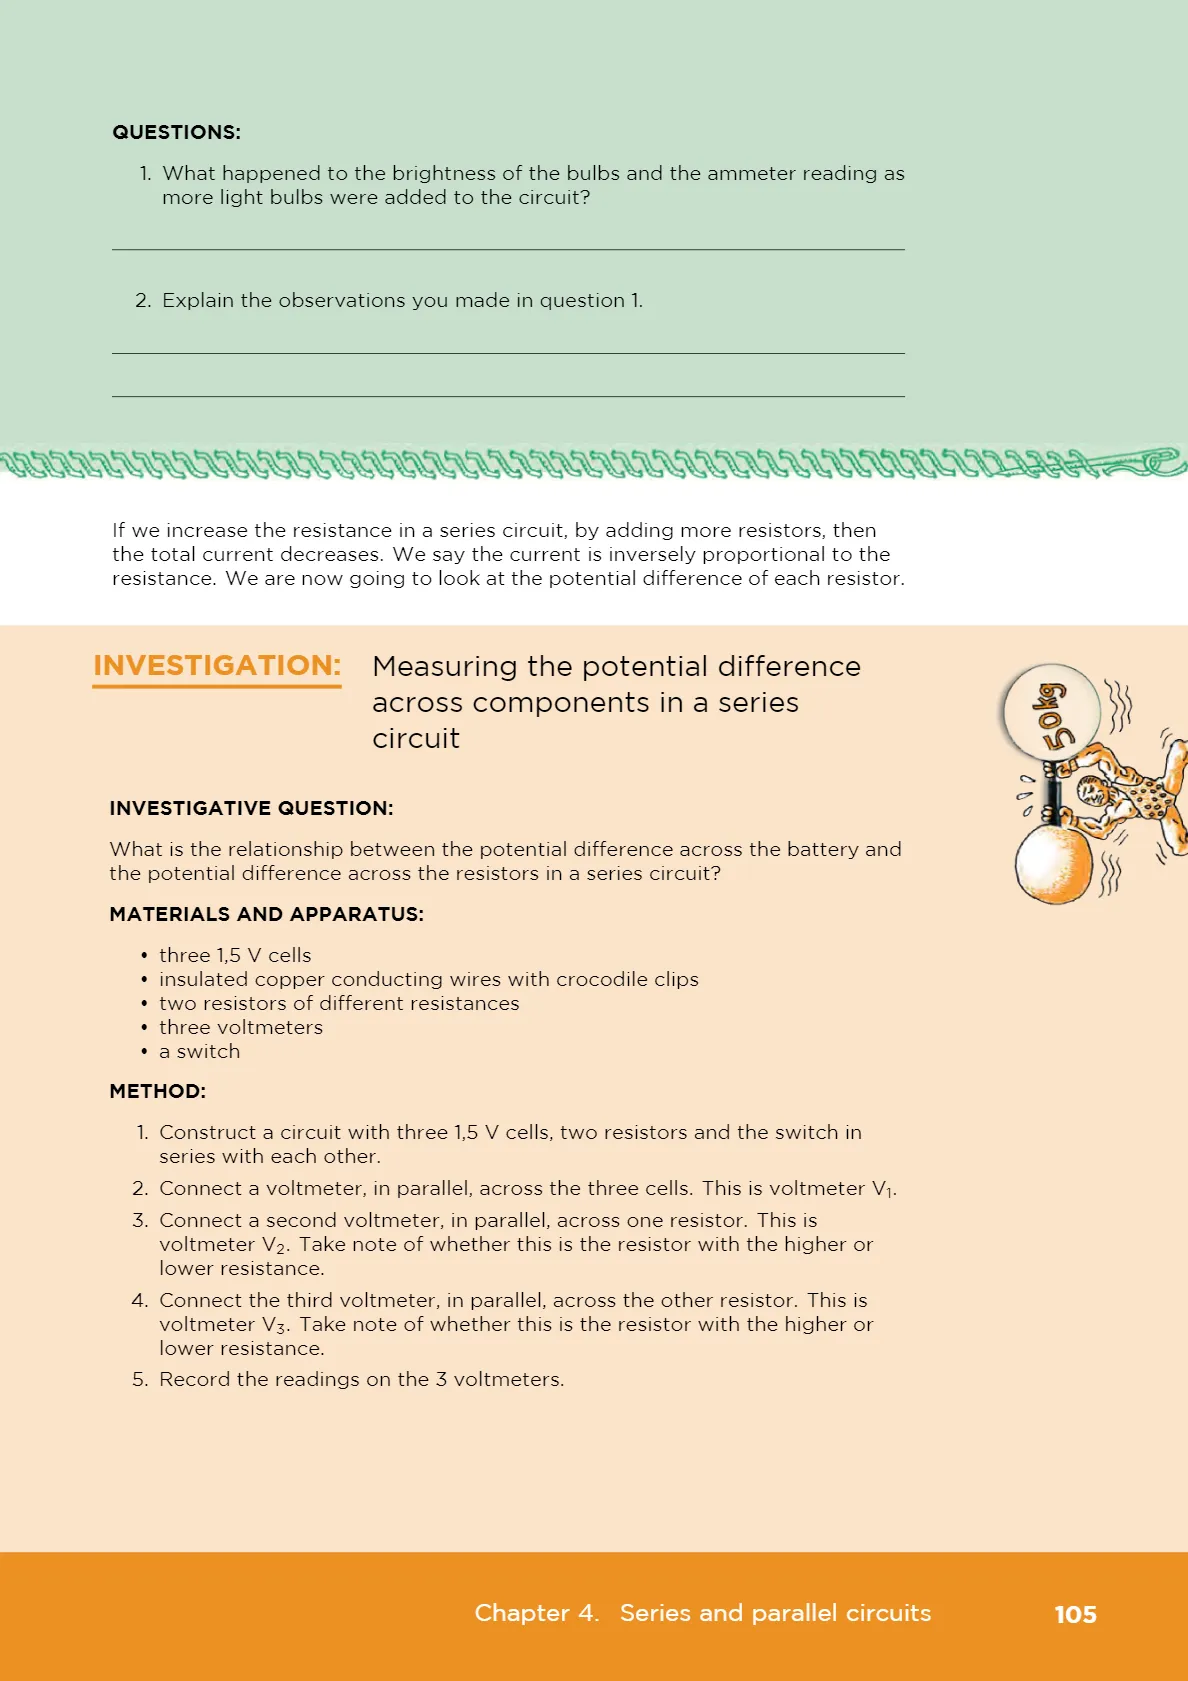 QUESTIONS:
1. What happened to the brightness of the bulbs and the ammeter reading as
more light bulbs were added to the circuit?
2. Explain the observations you made in question 1.
If we increase the resistance in a series circuit, by adding more resistors, then
the total current decreases. We say the current is inversely proportional to the
resistance. We are now going to look at the potential difference of each resistor.
INVESTIGATION: Measuring the potential difference
across components in a series
circuit
50kg
INVESTIGATIVE QUESTION:
What is the relationship between the potential difference across the battery and
the potential difference across the resistors in a series circuit?
MATERIALS AND APPARATUS:
• three 1,5 V cells
• insulated copper conducting wires with crocodile clips
• two resistors of different resistances
• three voltmeters
• a switch
METHOD:
1. Construct a circuit with three 1,5 V cells, two resistors and the switch in
series with each other.
2. Connect a voltmeter, in parallel, across the three cells. This is voltmeter V₁.
3. Connect a second voltmeter, in parallel, across one resistor. This is
voltmeter V₂. Take note of whether this is the resistor with the higher or
lower resistance.
4. Connect the third voltmeter, in parallel, across the other resistor. This is
voltmeter V₃. Take note of whether this is the resistor with the higher or
lower resistance.
5. Record the readings on the 3 voltmeters.
Chapter 4. Series and parallel circuits 105